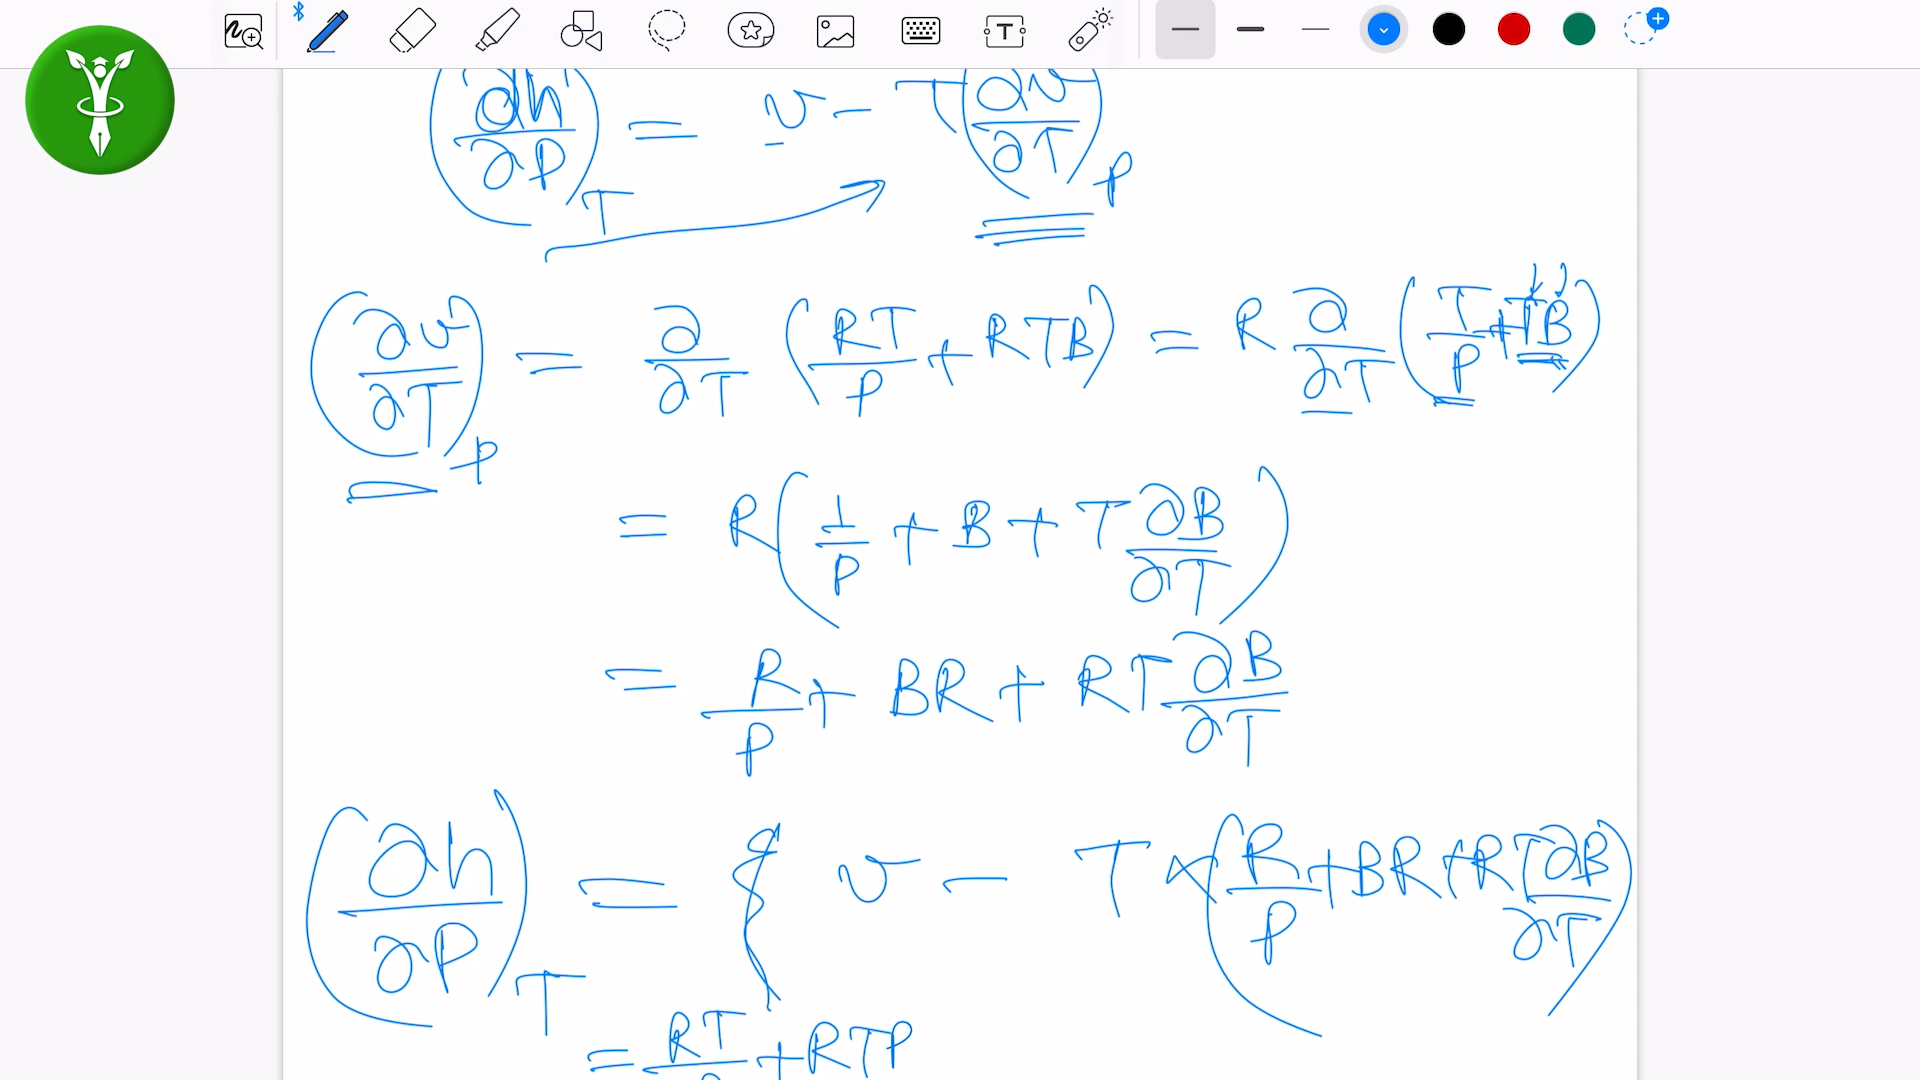 (∂h/∂P)_T = v - T(∂v/∂T)_P
(∂v/∂T)_P = ∂/∂T (RT/P + RTB) = R ∂/∂T (T/P + TB)
= R(1/P + B + T ∂B/∂T)
= R/P + BR + RT ∂B/∂T
(∂h/∂P)_T = { v - T × (R/P + BR + RT ∂B/∂T)
= RT/ + RTP